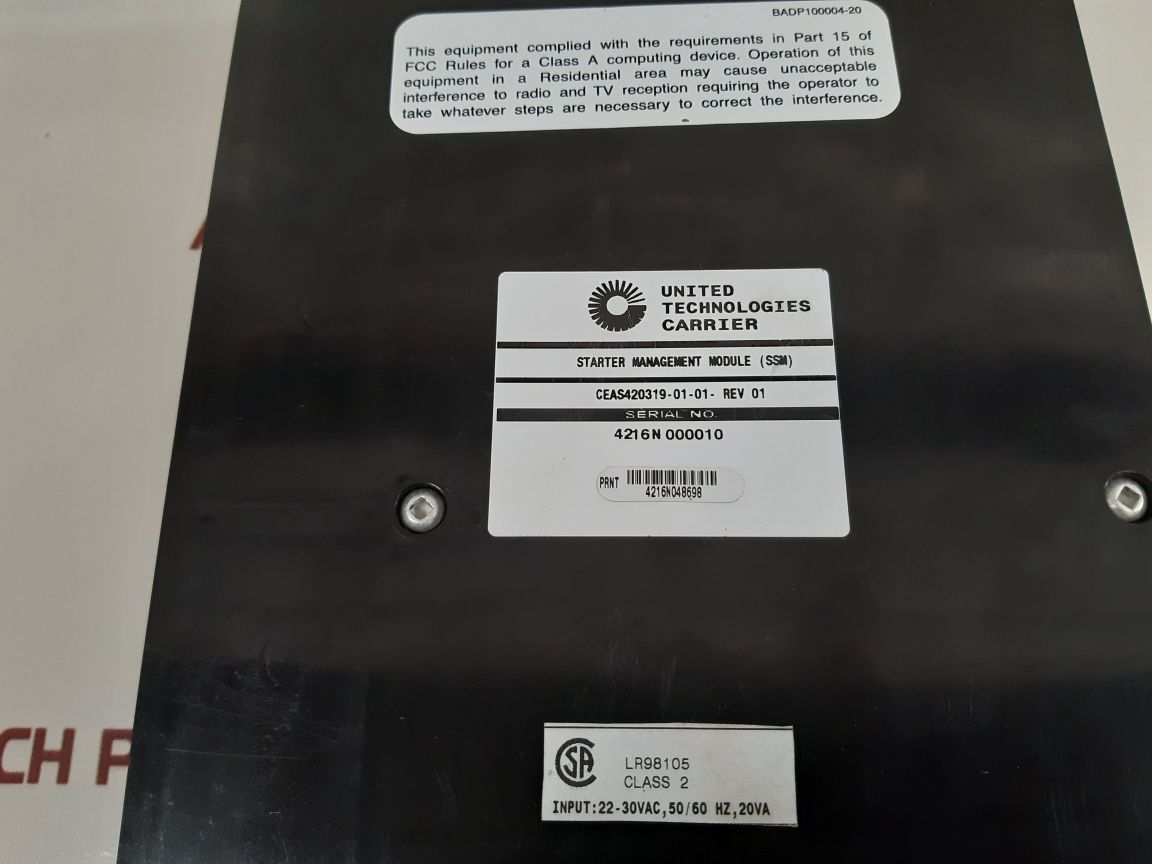 BADP100004-20
This equipment complied with the requirements in Part 15 of
FCC Rules for a Class A computing device. Operation of this
equipment in a Residential area may cause unacceptable
interference to radio and TV reception requiring the operator to
take whatever steps are necessary to correct the interference.
UNITED
TECHNOLOGIES
CARRIER
STARTER MANAGEMENT MODULE (SSM)
CEAS420319-01-01- REV 01
SERIAL NO.
4216N 000010
PRNT
4216N048698
CH P
SA
LR98105
CLASS 2
INPUT:22-30VAC,50/60 HZ,20VA